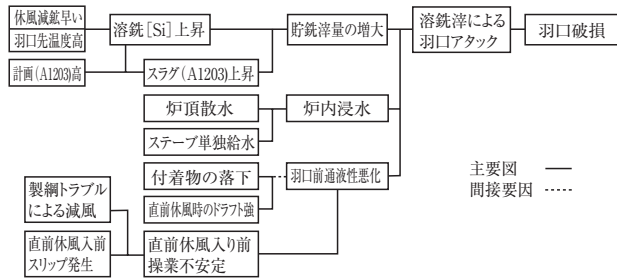 休風減鉱早い
羽口先温度高
溶銑[Si]上昇
貯銑滓量の増大
溶銑滓による
羽口アタック
羽口破損
計画(A1203)高
スラグ(A1203)上昇
炉頂散水
炉内浸水
ステーブ単独給水
付着物の落下
羽口前通液性悪化
直前休風時のドラフト強
製綱トラブル
による減風
直前休風入前
スリップ発生
直前休風入り前
操業不安定
主要図
間接要因